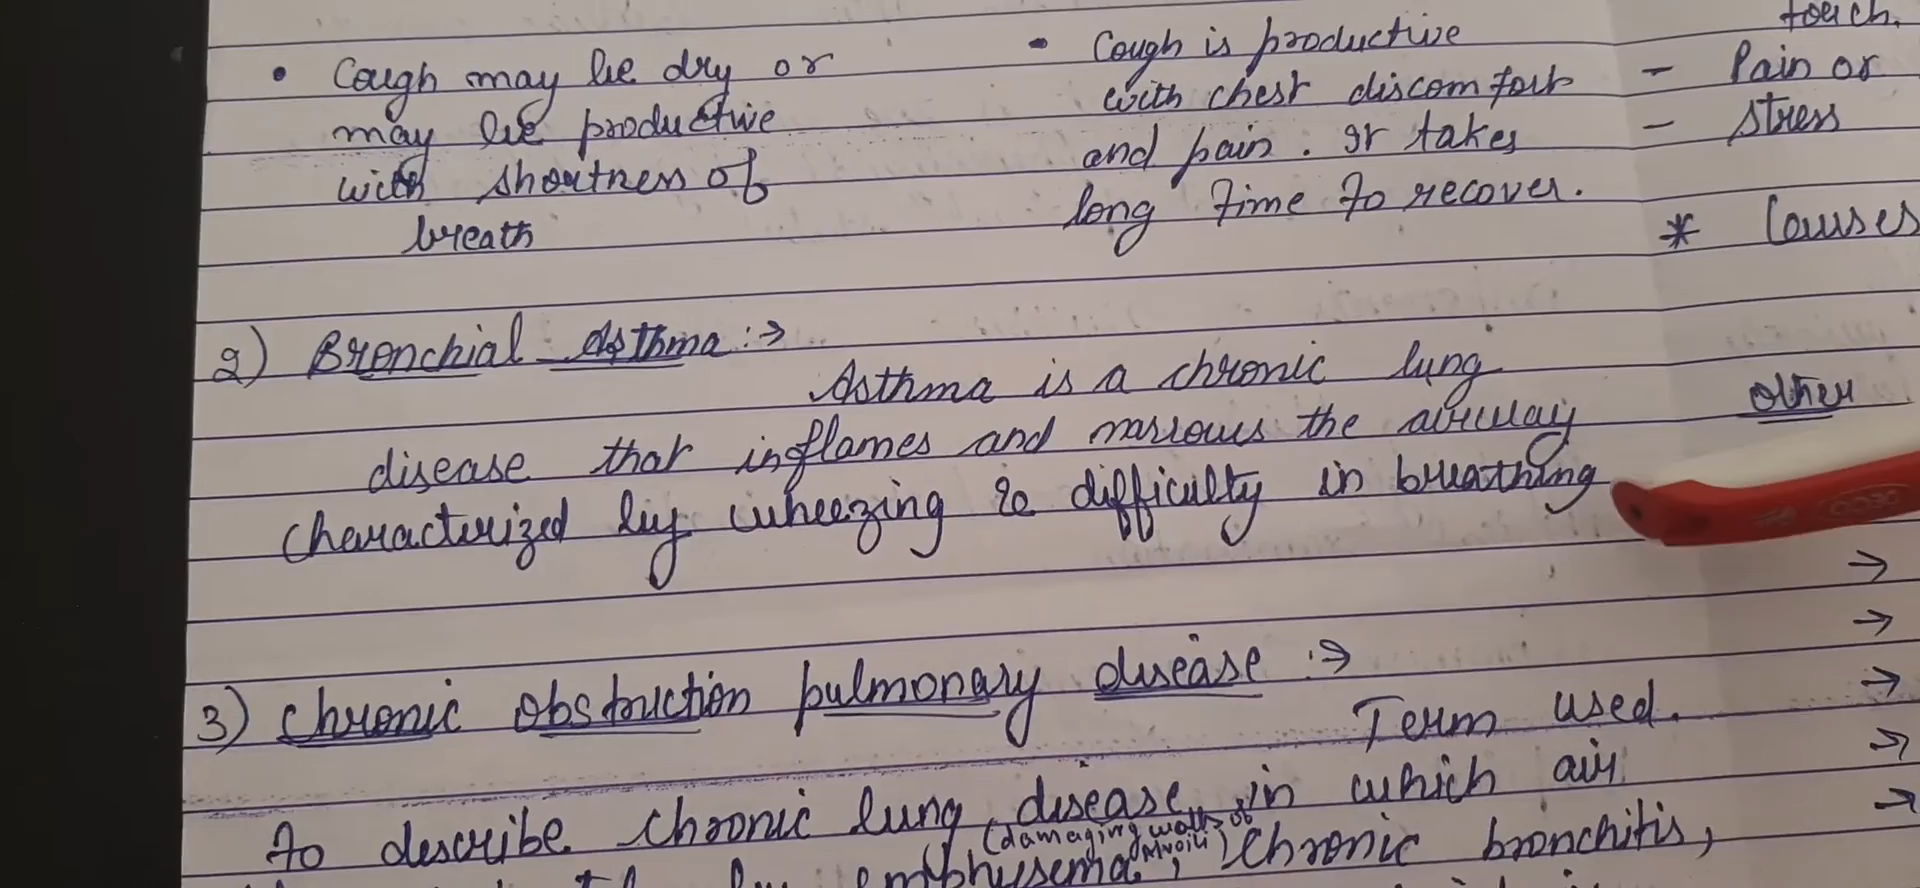 • Cough may be dry or
may be productive
with shortness of
breath
• Cough is productive
with chest discomfort
and pain. It takes
long time to recover.
touch.
- Pain or
- stress
* Causes
2) Bronchial Asthma :→
Asthma is a chronic lung
disease that inflames and narrows the airway
characterized by wheezing & difficulty in breathing
other
3) Chronic obstruction pulmonary disease :→
Term used.
to describe chronic lung disease in which air
(damaging walls of
emphysema, chronic bronchitis,
→
→
→
→
→